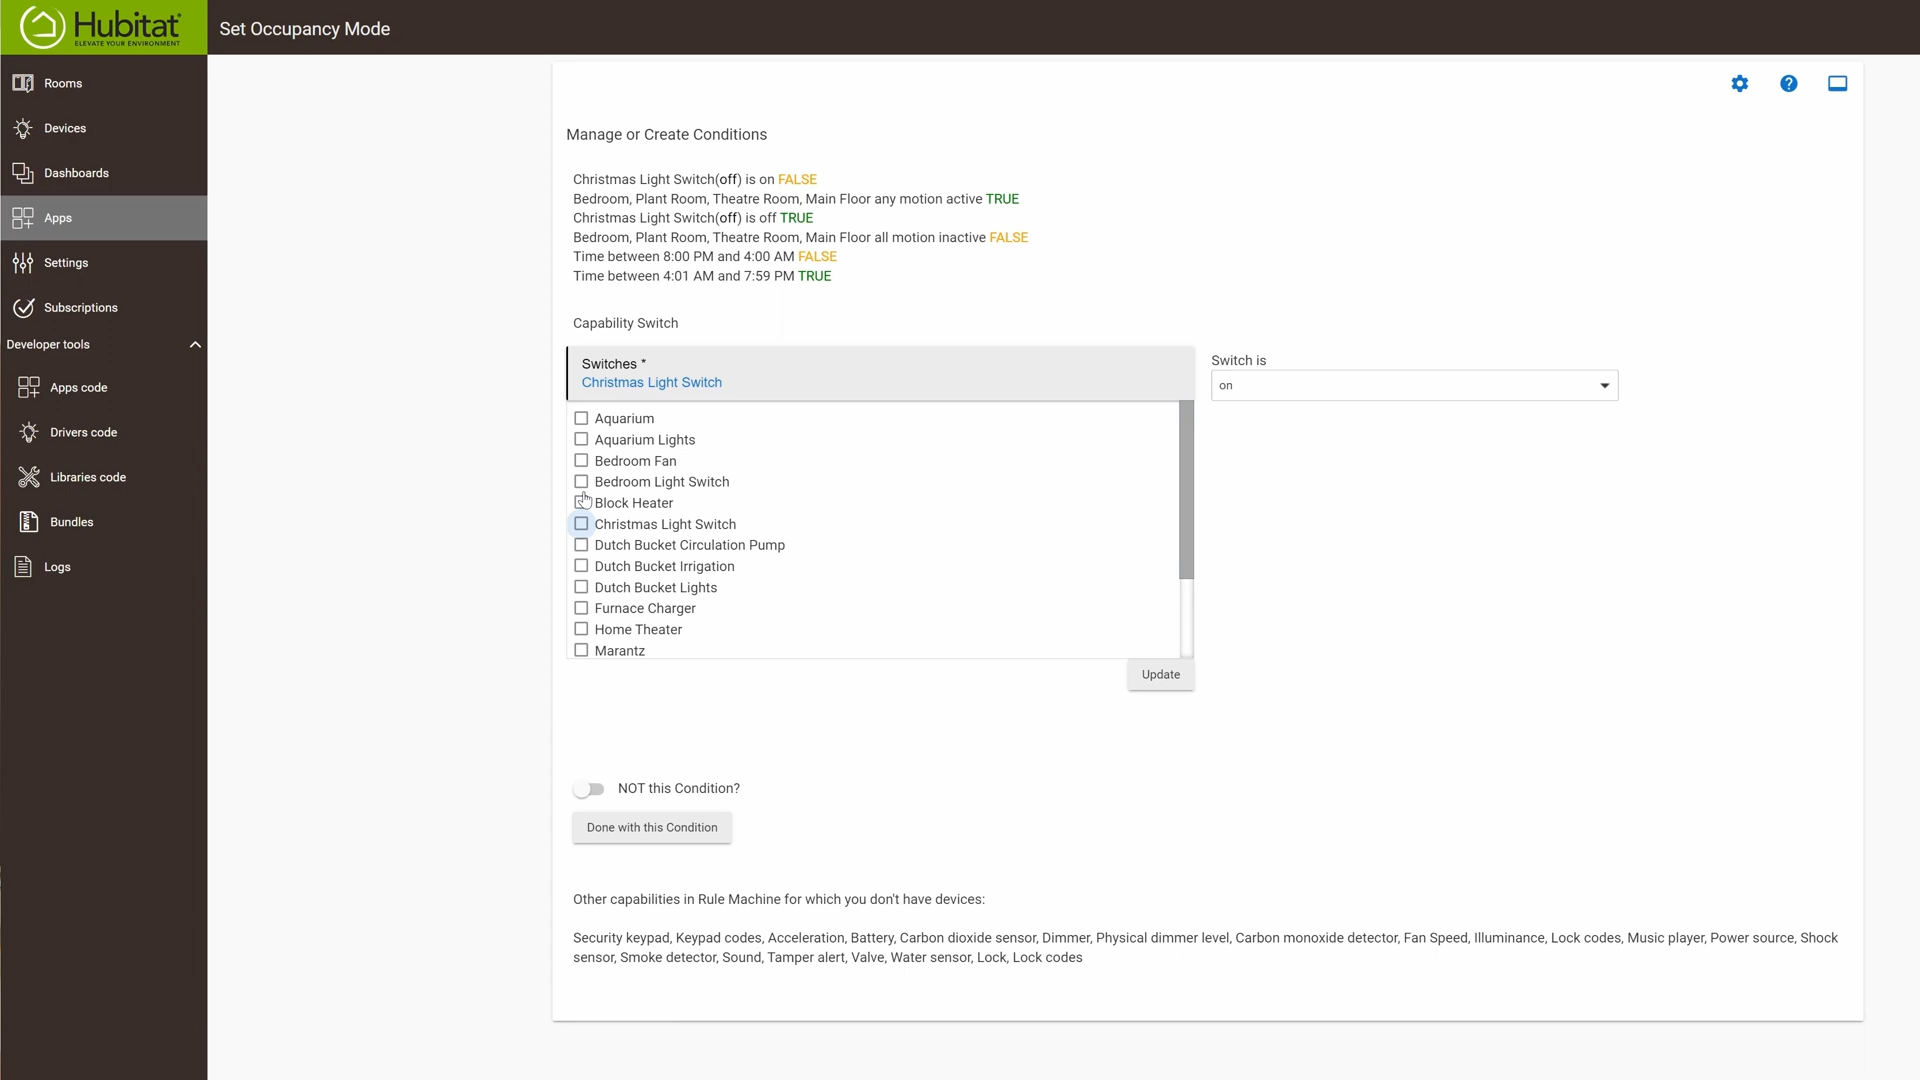 Hubitat
ELEVATE YOUR ENVIRONMENT
Set Occupancy Mode
Rooms
Devices
Dashboards
Apps
Settings
Subscriptions
Developer tools
Apps code
Drivers code
Libraries code
Bundles
Logs
Manage or Create Conditions
Christmas Light Switch(off) is on FALSE
Bedroom, Plant Room, Theatre Room, Main Floor any motion active TRUE
Christmas Light Switch(off) is off TRUE
Bedroom, Plant Room, Theatre Room, Main Floor all motion inactive FALSE
Time between 8:00 PM and 4:00 AM FALSE
Time between 4:01 AM and 7:59 PM TRUE
Capability Switch
Switches *
Christmas Light Switch
Switch is
on
Aquarium
Aquarium Lights
Bedroom Fan
Bedroom Light Switch
Block Heater
Christmas Light Switch
Dutch Bucket Circulation Pump
Dutch Bucket Irrigation
Dutch Bucket Lights
Furnace Charger
Home Theater
Marantz
Update
NOT this Condition?
Done with this Condition
Other capabilities in Rule Machine for which you don't have devices:
Security keypad, Keypad codes, Acceleration, Battery, Carbon dioxide sensor, Dimmer, Physical dimmer level, Carbon monoxide detector, Fan Speed, Illuminance, Lock codes, Music player, Power source, Shock
sensor, Smoke detector, Sound, Tamper alert, Valve, Water sensor, Lock, Lock codes